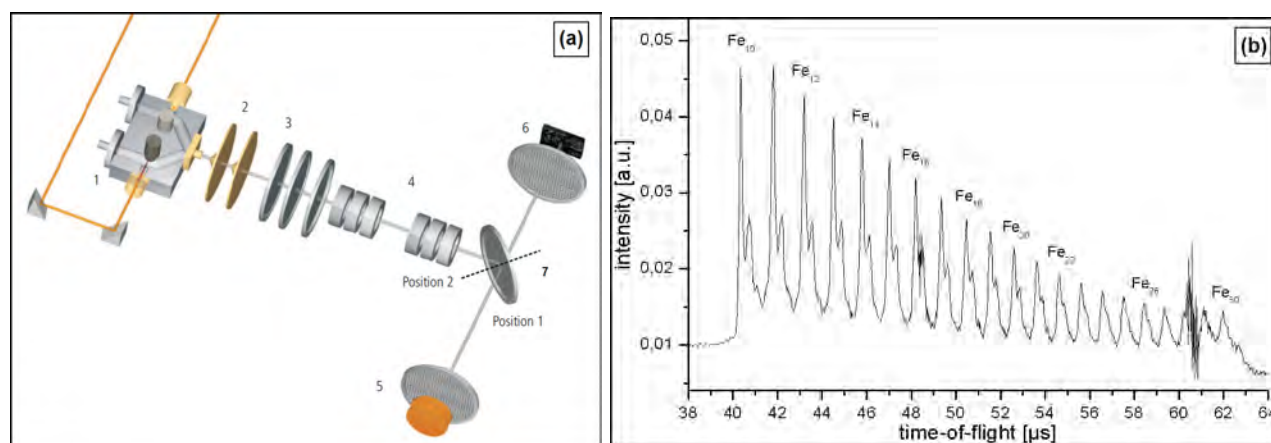 (a)
1
2
3
4
5
6
7
Position 2
Position 1
(b)
intensity [a.u.]
0,05
0,04
0,03
0,02
0,01
Fe₁₀
Fe₁₂
Fe₁₄
Fe₁₆
Fe₁₈
Fe₂₀
Fe₂₂
Fe₂₆
Fe₃₀
38 40 42 44 46 48 50 52 54 56 58 60 62 64
time-of-flight [µs]